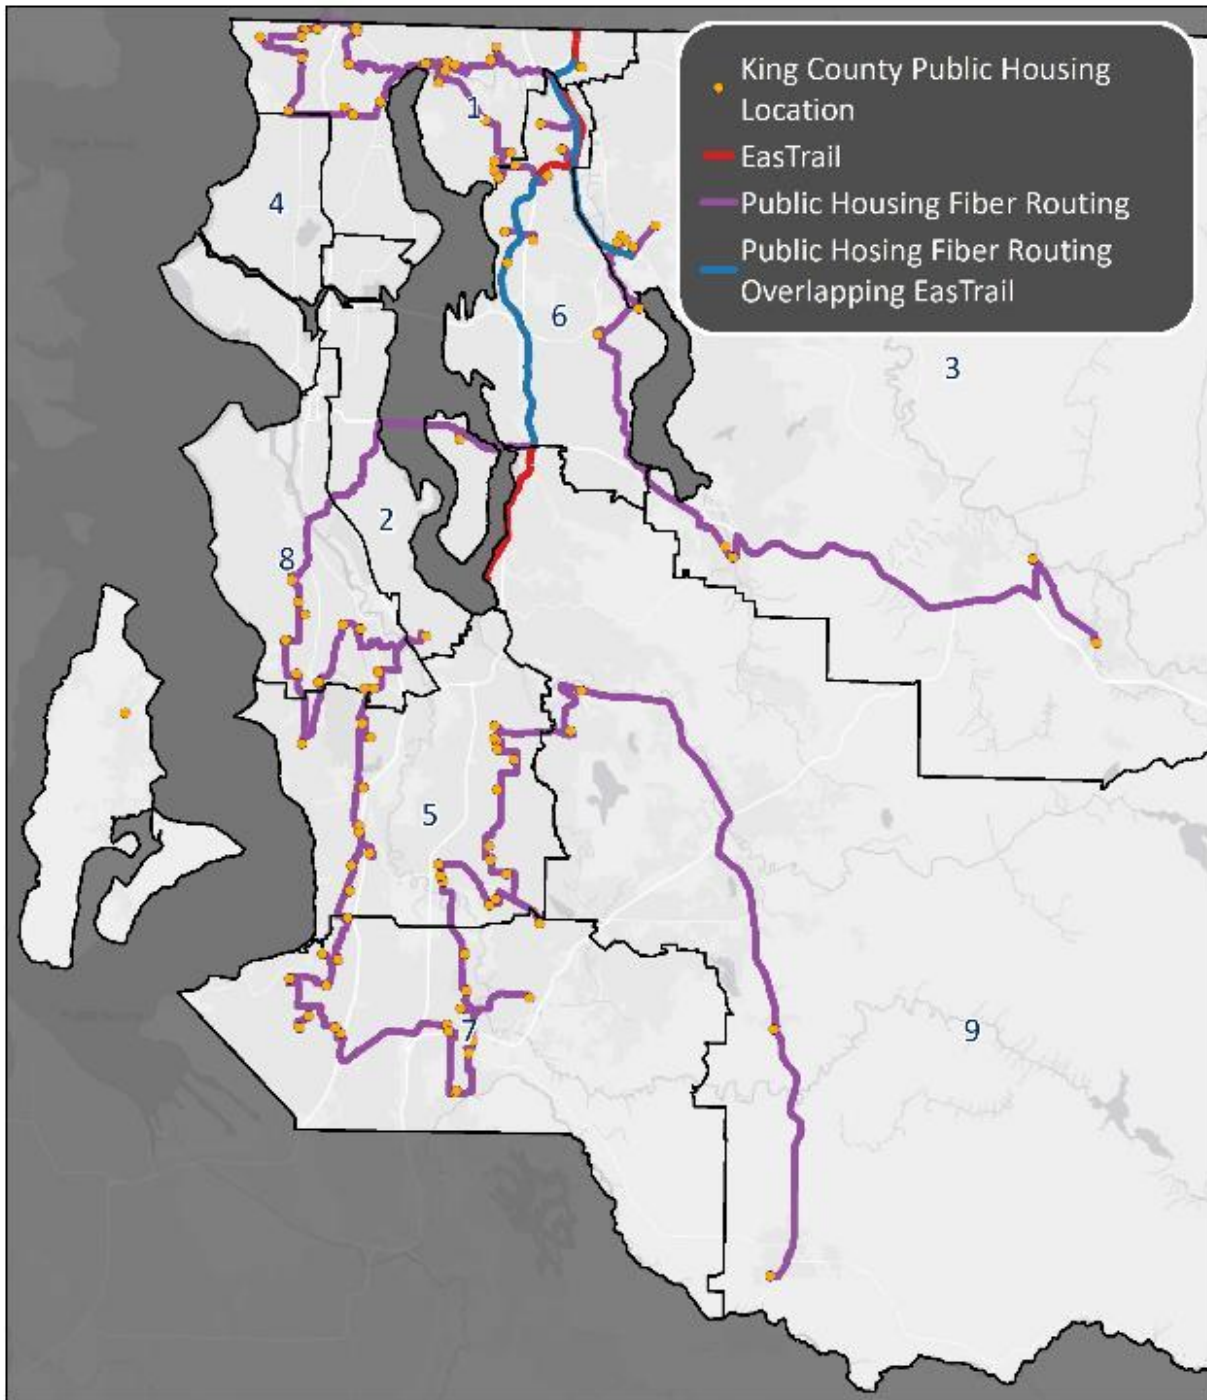 King County Public Housing
Location
EasTrail
Public Housing Fiber Routing
Public Hosing Fiber Routing
Overlapping EasTrail
1
4
6
3
2
8
5
7
9